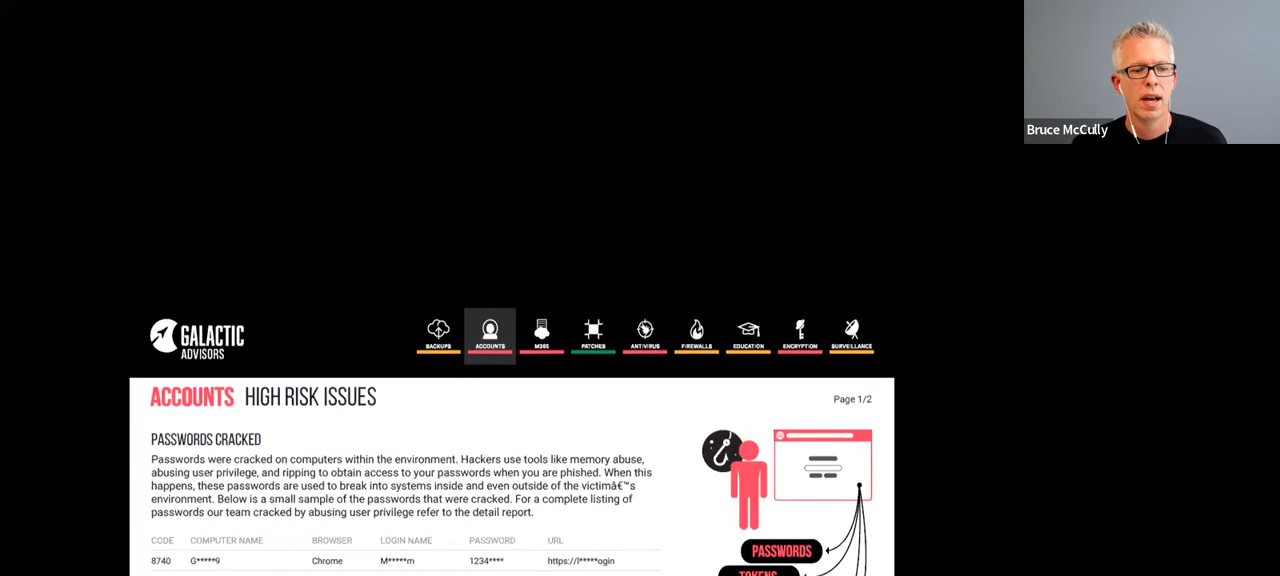 Bruce McCully
GALACTIC
ADVISORS
BACKUPS
ACCOUNTS
M365
PATCHES
ANTIVIRUS
FIREWALLS
EDUCATION
ENCRYPTION
SURVEILLANCE
ACCOUNTS HIGH RISK ISSUES
Page 1/2
PASSWORDS CRACKED
Passwords were cracked on computers within the environment. Hackers use tools like memory abuse,
abusing user privilege, and ripping to obtain access to your passwords when you are phished. When this
happens, these passwords are used to break into systems inside and even outside of the victimâ€™s
environment. Below is a small sample of the passwords that were cracked. For a complete listing of
passwords our team cracked by abusing user privilege refer to the detail report.
CODE COMPUTER NAME BROWSER LOGIN NAME PASSWORD URL
8740 G*****9 Chrome M*****m 1234**** https://l*****ogin
PASSWORDS
TOKENS